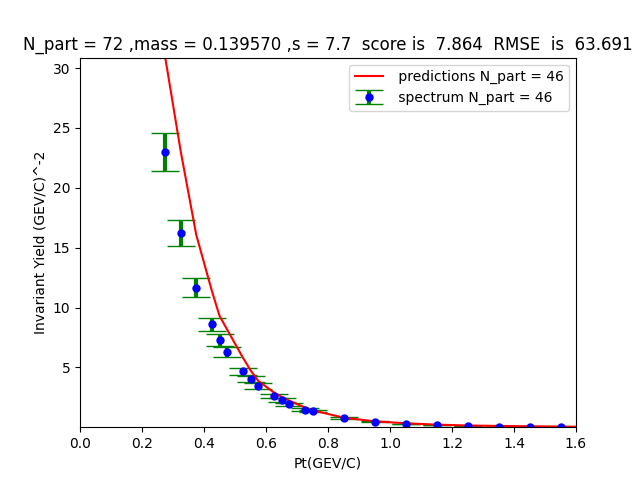 N_part = 72 ,mass = 0.139570 ,s = 7.7  score is  7.864  RMSE  is  63.691
predictions N_part = 46
spectrum N_part = 46
Invariant Yield (GEV/C)^-2
30
25
20
15
10
5
0.0 0.2 0.4 0.6 0.8 1.0 1.2 1.4 1.6
Pt(GEV/C)